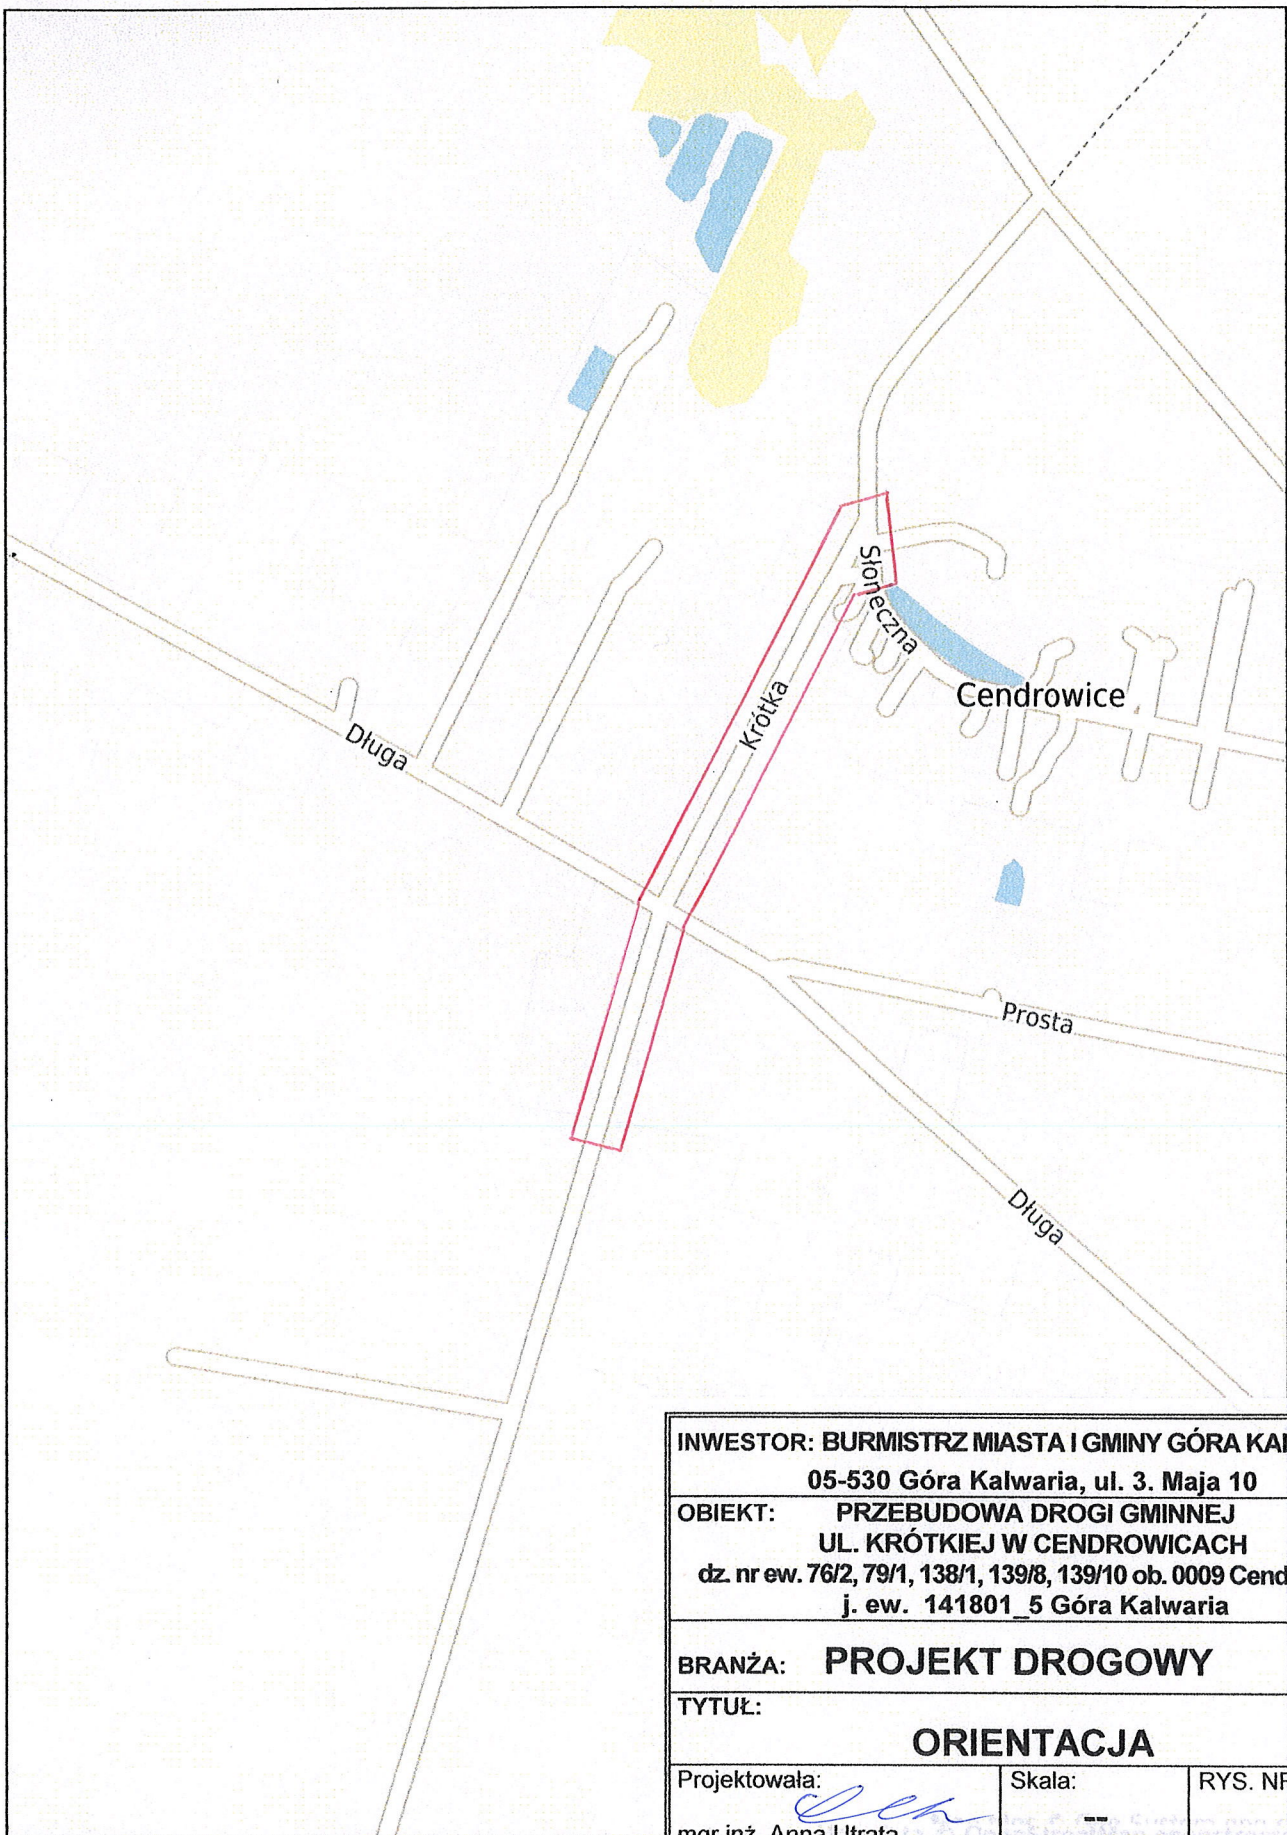 Słoneczna
Cendrowice
Krótka
Długa
Prosta
Długa
INWESTOR: BURMISTRZ MIASTA I GMINY GÓRA
05-530 Góra Kalwaria, ul. 3. Maja 10
OBIEKT: PRZEBUDOWA DROGI GMINNEJ
UL. KRÓTKIEJ W CENDROWICACH
dz. nr ew. 76/2, 79/1, 138/1, 139/8, 139/10 ob. 0009
j. ew. 141801_5 Góra Kalwaria
BRANŻA: PROJEKT DROGOWY
TYTUŁ:
ORIENTACJA
Projektowała:
Skala:
RYS.
--
mgr inż. Anna Utrata